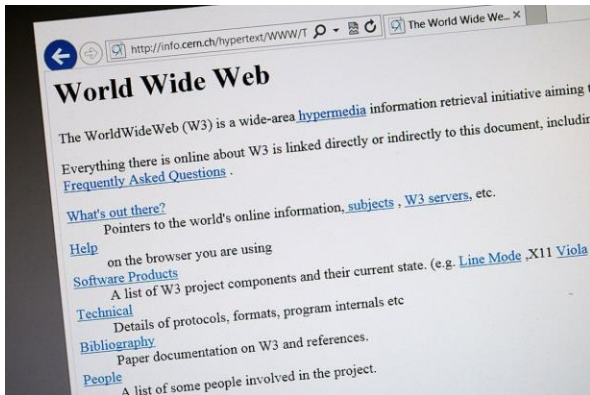 http://info.cern.ch/hypertext/WWW/T
The World Wide We...
World Wide Web
The WorldWideWeb (W3) is a wide-area hypermedia information retrieval initiative aiming
Everything there is online about W3 is linked directly or indirectly to this document,
Frequently Asked Questions .
What's out there?
Pointers to the world's online information, subjects , W3 servers, etc.
Help
on the browser you are using
Software Products
A list of W3 project components and their current state. (e.g. Line Mode ,X11 Viola
Technical
Details of protocols, formats, program internals etc
Bibliography
Paper documentation on W3 and references.
People
A list of some people involved in the project.